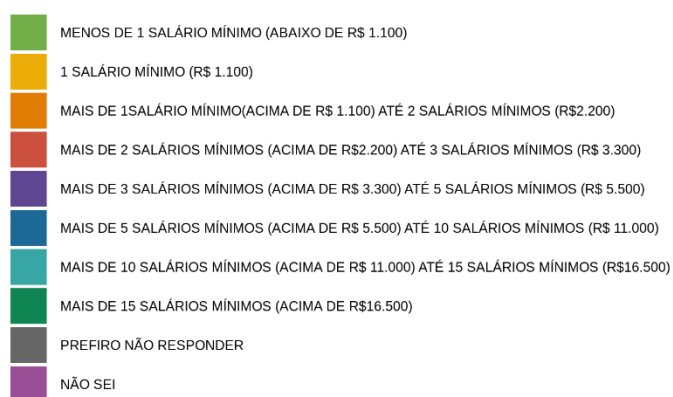 MENOS DE 1 SALÁRIO MÍNIMO (ABAIXO DE R$ 1.100)
1 SALÁRIO MÍNIMO (R$ 1.100)
MAIS DE 1SALÁRIO MÍNIMO(ACIMA DE R$ 1.100) ATÉ 2 SALÁRIOS MÍNIMOS (R$2.200)
MAIS DE 2 SALÁRIOS MÍNIMOS (ACIMA DE R$2.200) ATÉ 3 SALÁRIOS MÍNIMOS (R$ 3.300)
MAIS DE 3 SALÁRIOS MÍNIMOS (ACIMA DE R$ 3.300) ATÉ 5 SALÁRIOS MÍNIMOS (R$ 5.500)
MAIS DE 5 SALÁRIOS MÍNIMOS (ACIMA DE R$ 5.500) ATÉ 10 SALÁRIOS MÍNIMOS (R$ 11.000)
MAIS DE 10 SALÁRIOS MÍNIMOS (ACIMA DE R$ 11.000) ATÉ 15 SALÁRIOS MÍNIMOS (R$16.500)
MAIS DE 15 SALÁRIOS MÍNIMOS (ACIMA DE R$16.500)
PREFIRO NÃO RESPONDER
NÃO SEI